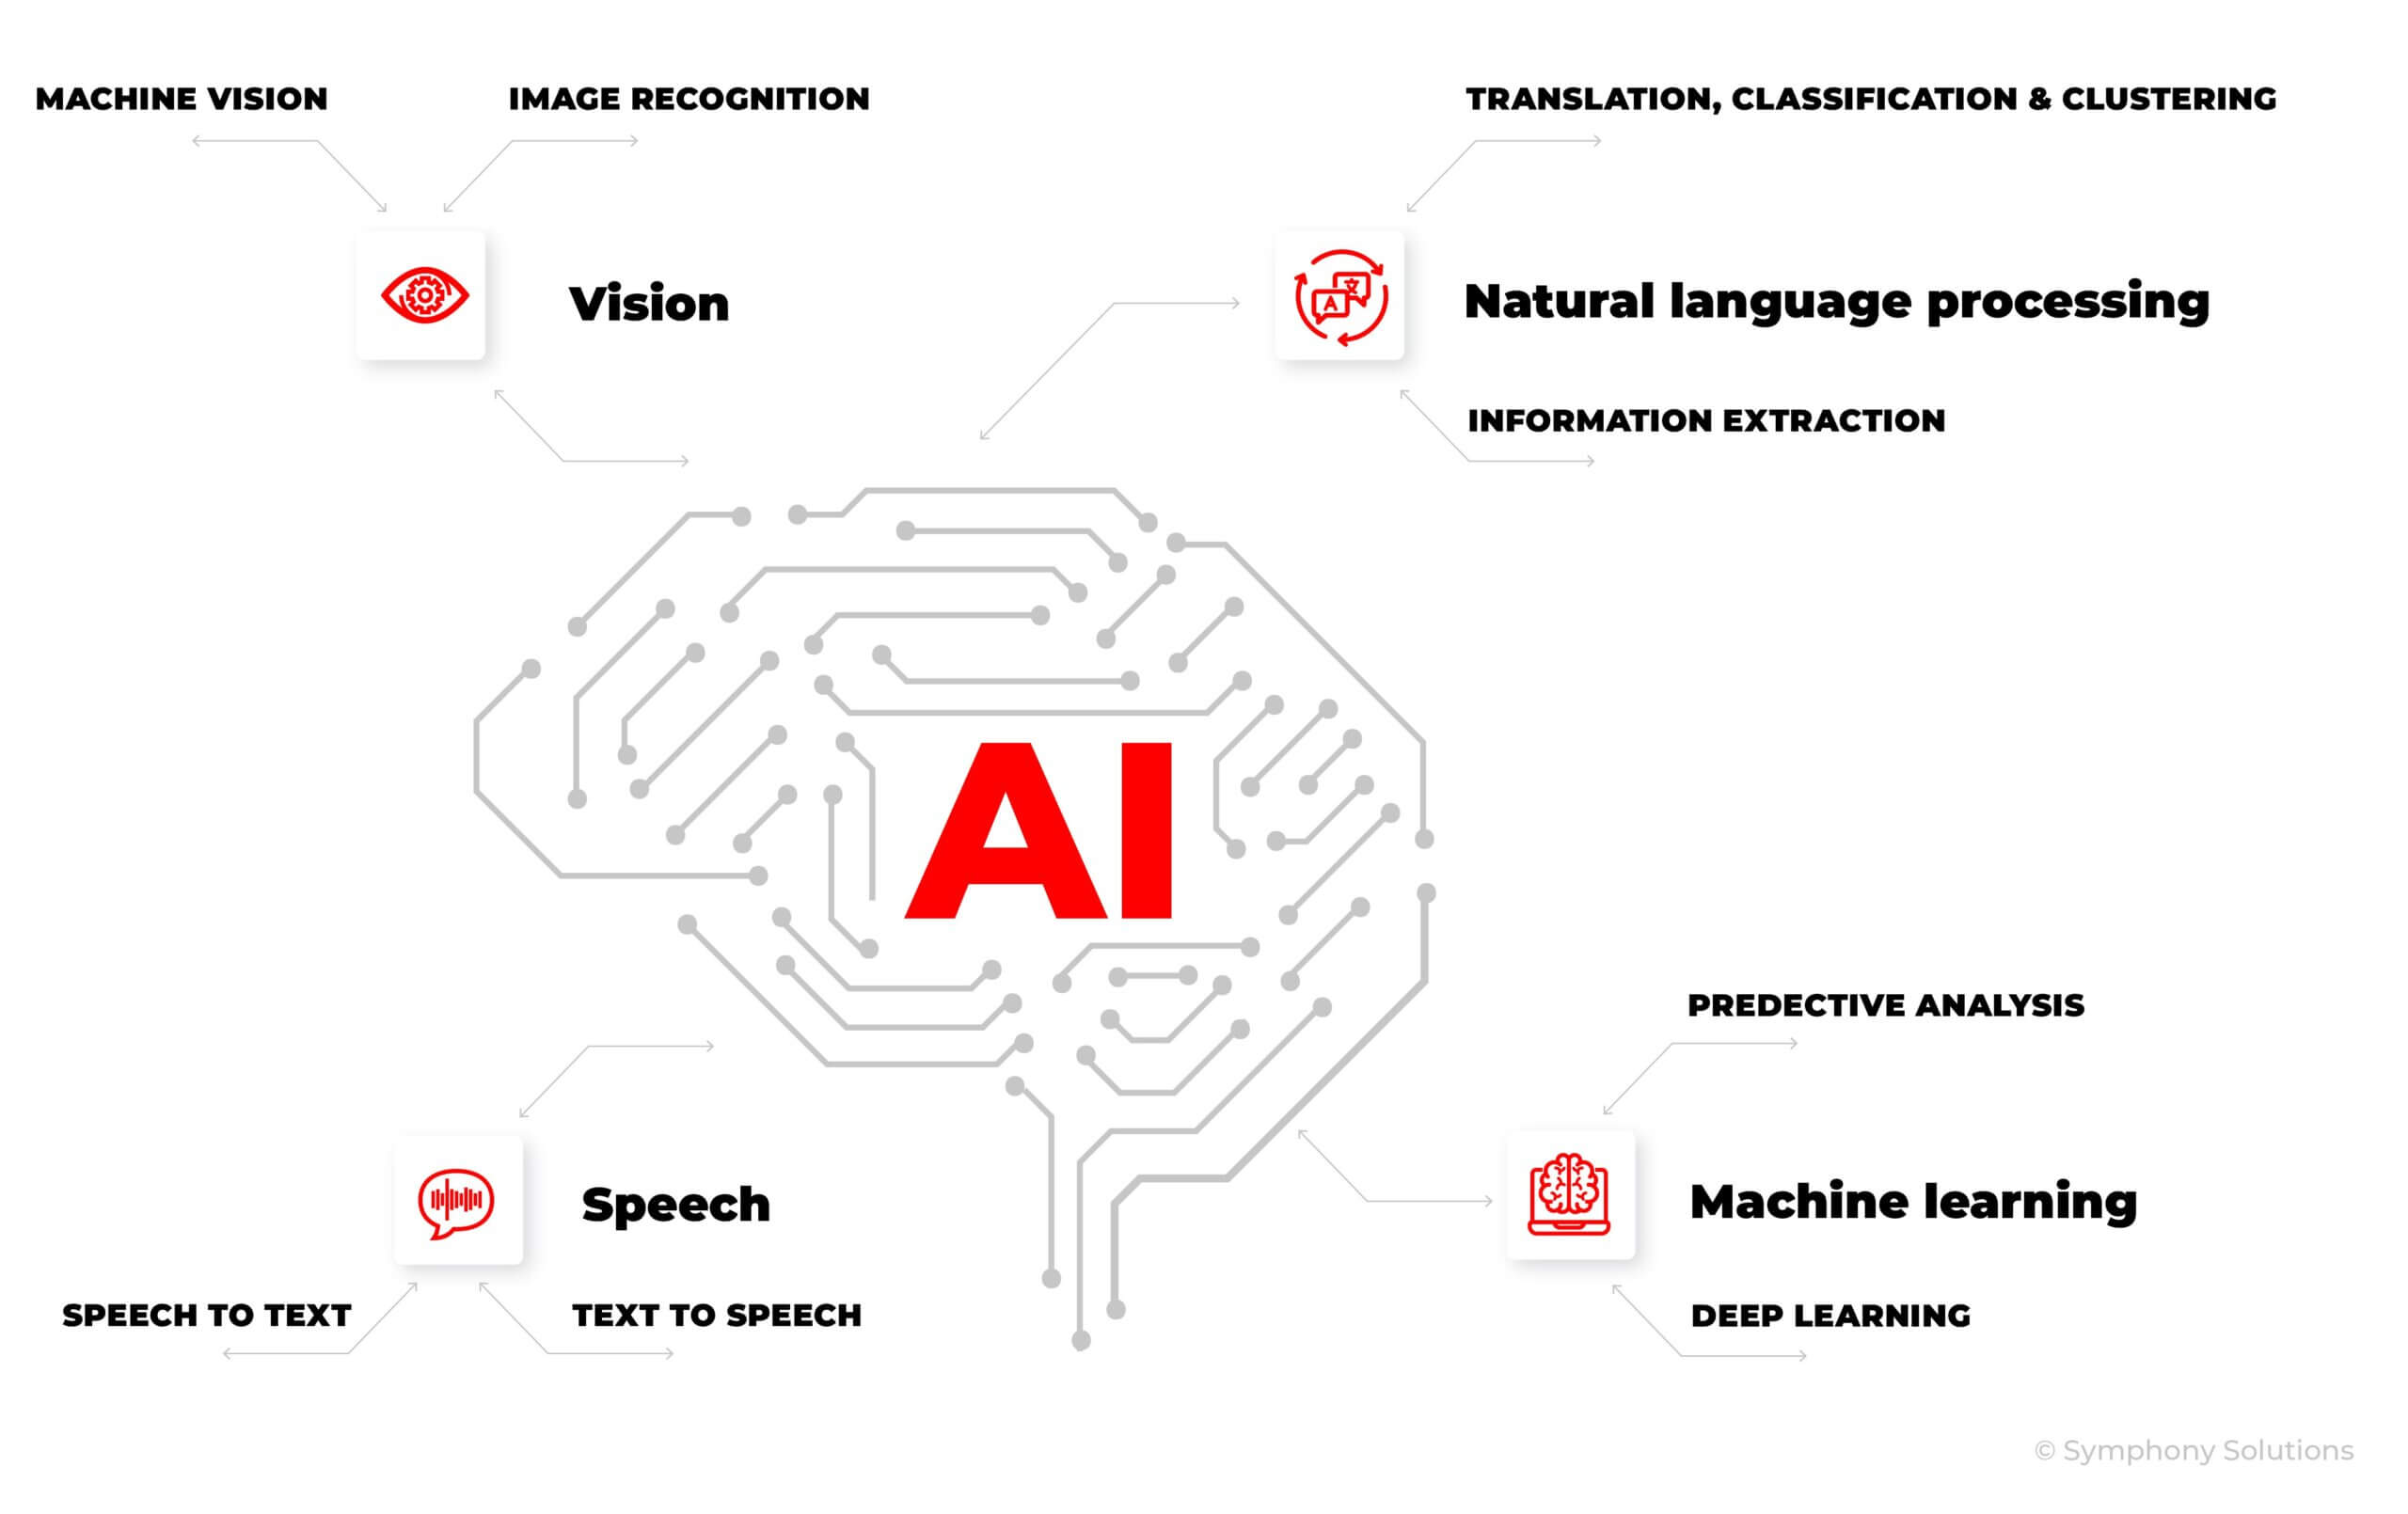 MACHINE VISION
IMAGE RECOGNITION
Vision
TRANSLATION, CLASSIFICATION & CLUSTERING
A
文
Natural language processing
INFORMATION EXTRACTION
AI
SPEECH TO TEXT
Speech
TEXT TO SPEECH
PREDECTIVE ANALYSIS
Machine learning
DEEP LEARNING
© Symphony Solutions